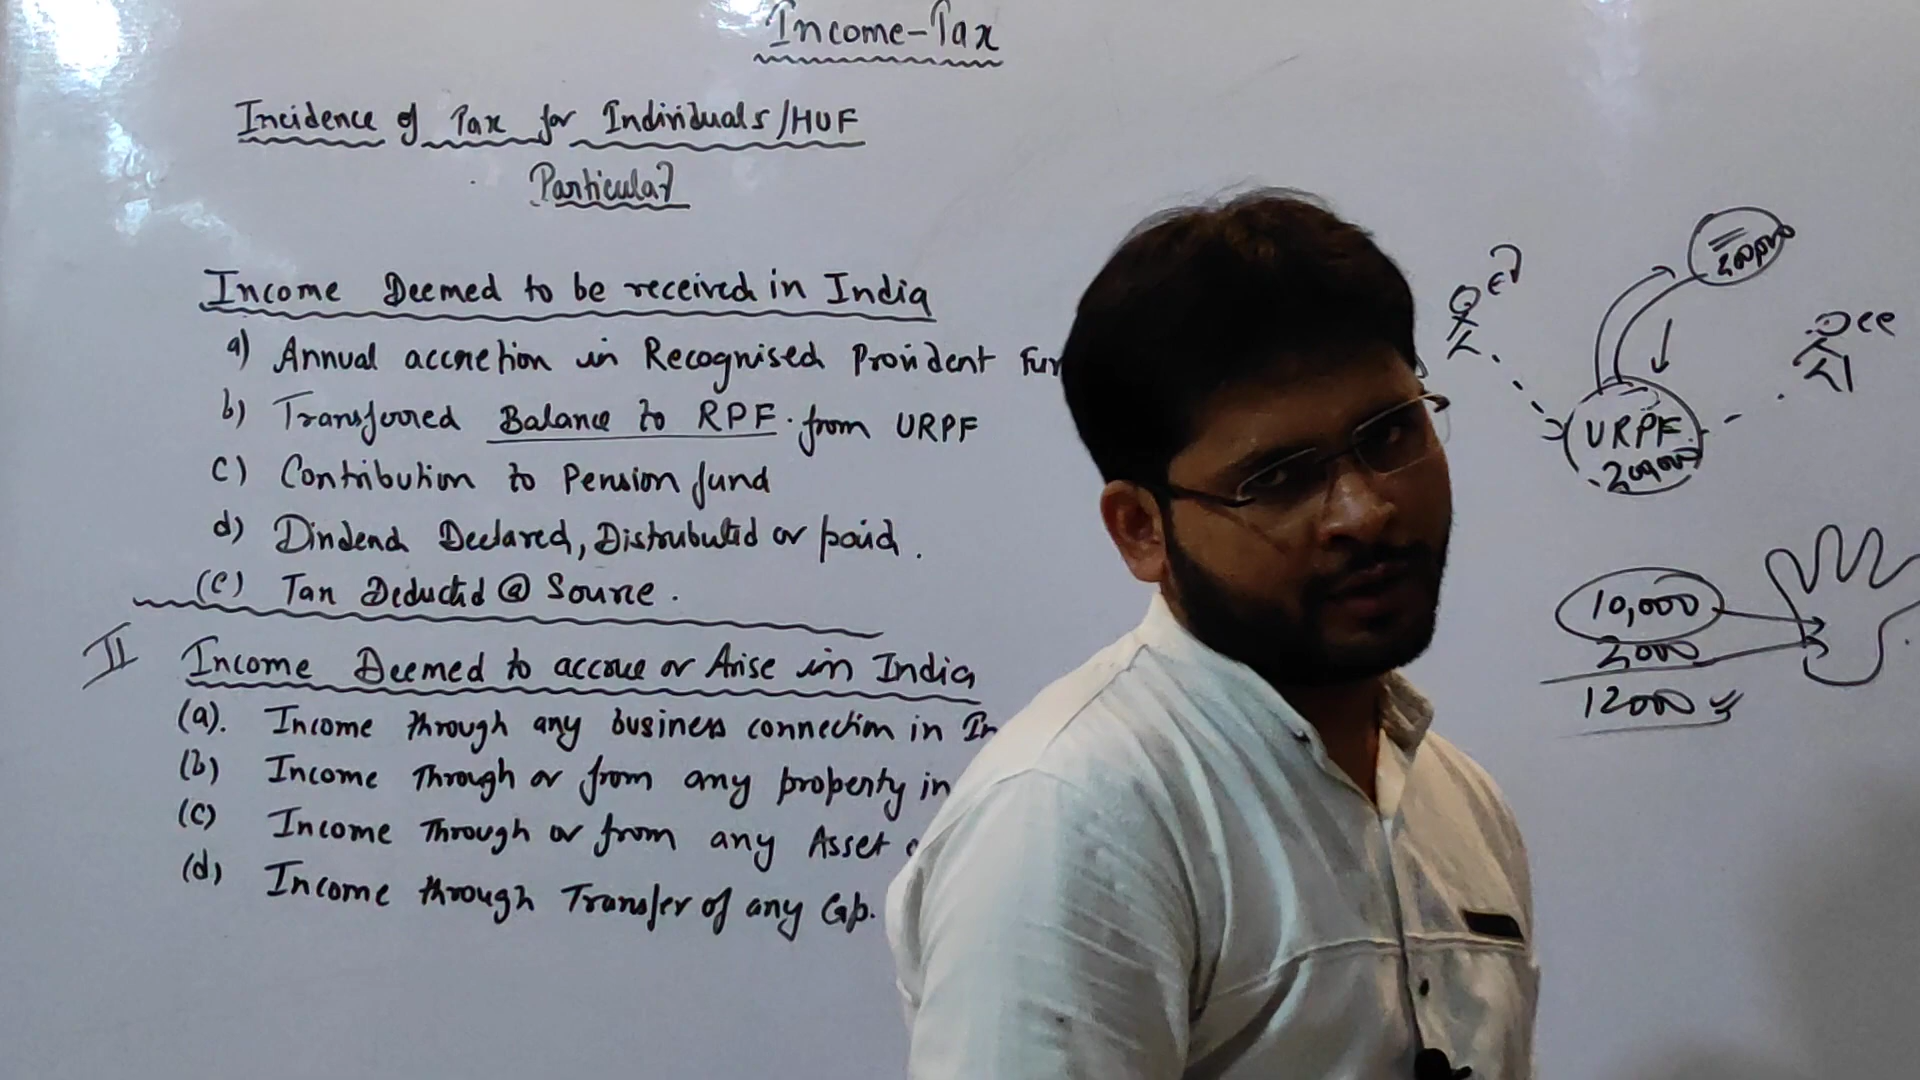 Income-Tax
Incidence of Tax for Individuals/HUF
Particular
Income Deemed to be received in India
a) Annual accretion in Recognised Provident Fun
b) Transferred Balance to RPF from URPF
c) Contribution to Pension fund
d) Dividend Declared, Distributed or paid.
(e) Tax Deducted @ Source.
II Income Deemed to accrue or Arise in India
(a). Income through any business connection in In
(b) Income Through or from any property in
(c) Income Through or from any Asset
(d) Income through Transfer of any Cap.
URPF
10,000
2000
12000